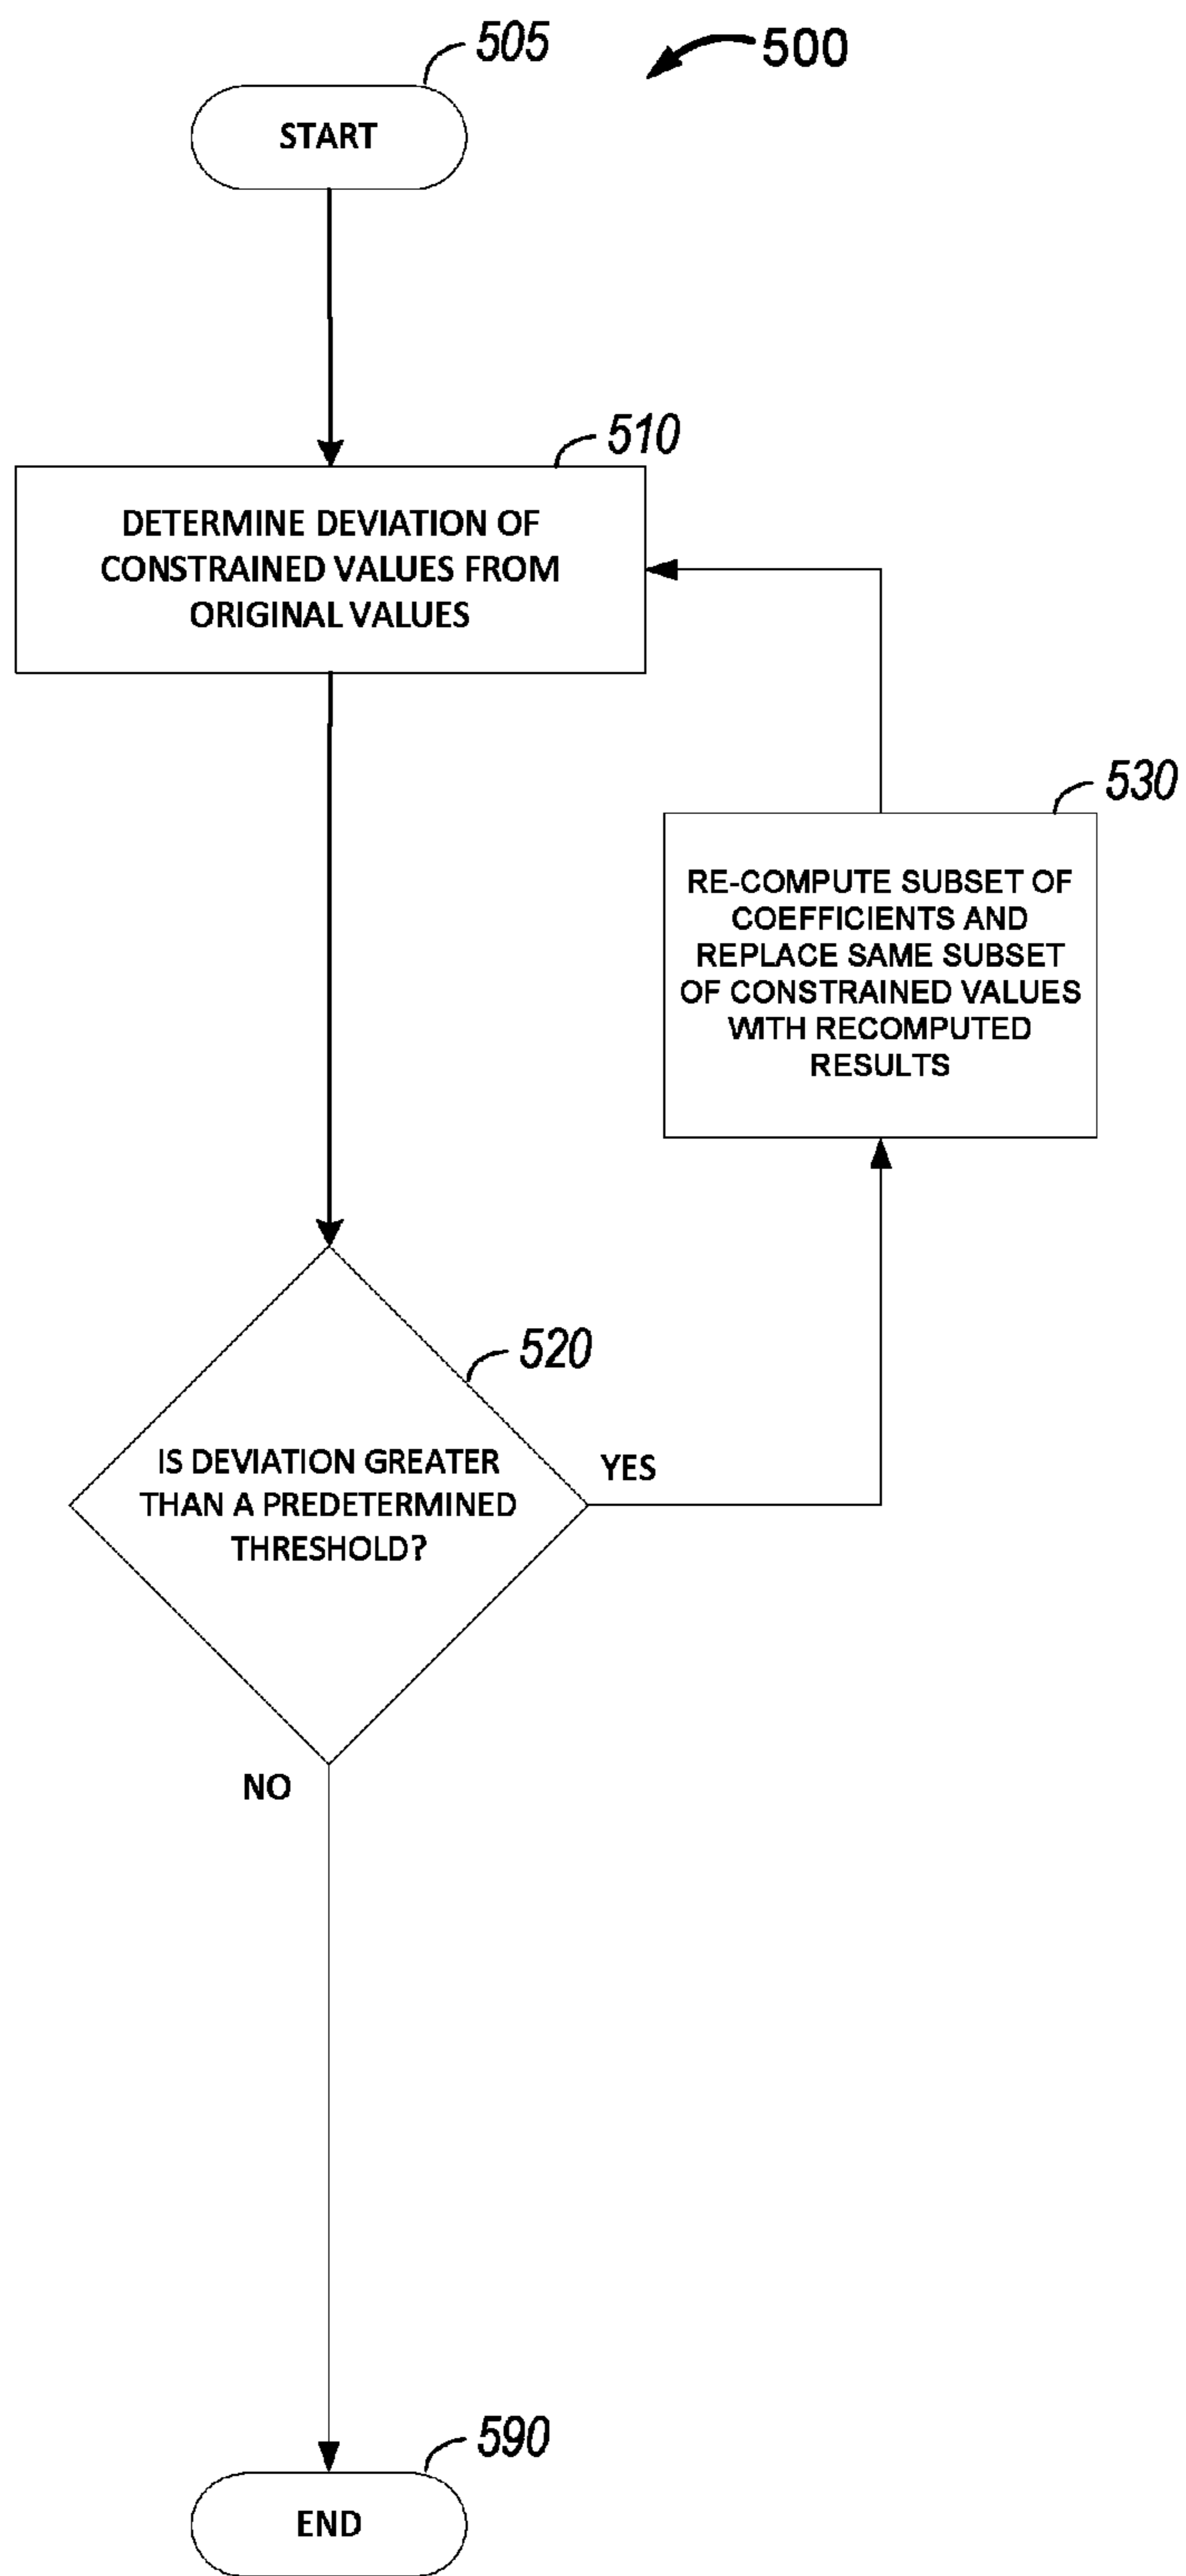 505
500
START
510
DETERMINE DEVIATION OF
CONSTRAINED VALUES FROM
ORIGINAL VALUES
530
RE-COMPUTE SUBSET OF
COEFFICIENTS AND
REPLACE SAME SUBSET
OF CONSTRAINED VALUES
WITH RECOMPUTED
RESULTS
520
IS DEVIATION GREATER
THAN A PREDETERMINED
THRESHOLD?
YES
NO
590
END